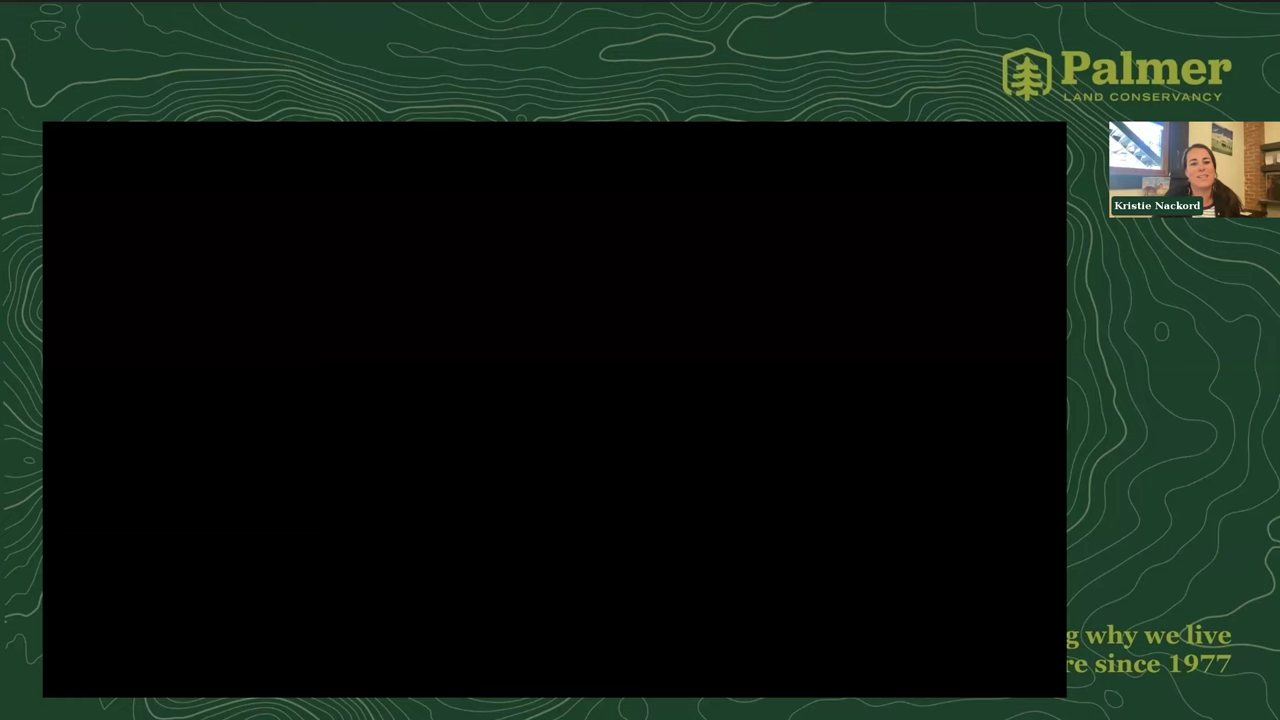 Palmer
LAND CONSERVANCY
Kristie Nackord
g why we live
re since 1977